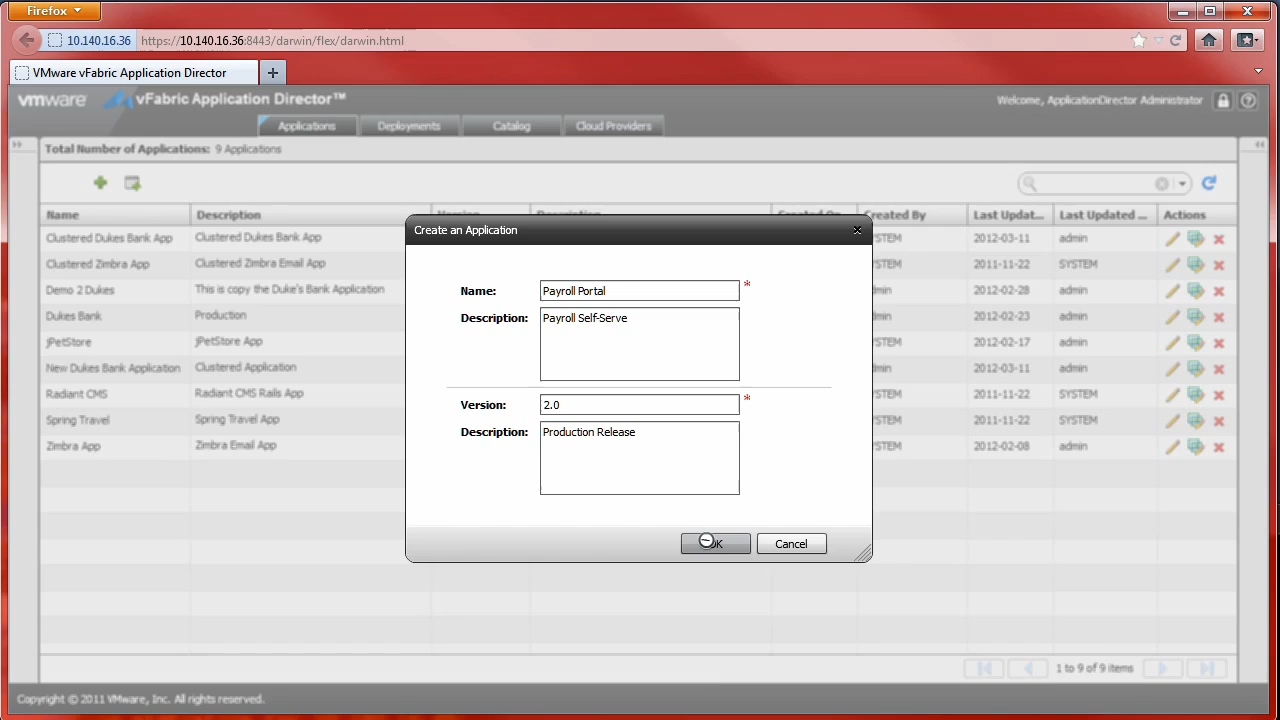 Firefox
10.140.16.36 https://10.140.16.36:8443/darwin/flex/darwin.html
VMware vFabric Application Director
vmware vFabric Application Director™ Welcome, ApplicationDirector Administrator
Applications Deployments Catalog Cloud Providers
Total Number of Applications: 9 Applications
Name Description Version Description Created On Created By Last Updat... Last Updated ... Actions
Create an Application
Clustered Dukes Bank App Clustered Dukes Bank App 2012-03-11 admin
Clustered Zimbra App Clustered Zimbra Email App 2011-11-22 SYSTEM
Demo 2 Dukes This is copy the Duke's Bank Application 2012-02-28 admin
Name: Payroll Portal *
Dukes Bank Production 2012-02-23 admin
Description: Payroll Self-Serve
jPetStore jPetStore App 2012-02-17 admin
New Dukes Bank Application Clustered Application 2012-03-11 admin
Radiant CMS Radiant CMS Rails App 2011-11-22 SYSTEM
Version: 2.0 *
Spring Travel Spring Travel App 2011-11-22 SYSTEM
Description: Production Release
Zimbra App Zimbra Email App 2012-02-08 admin
Cancel
1 to 9 of 9 items
Copyright © 2011 VMware, Inc. All rights reserved.